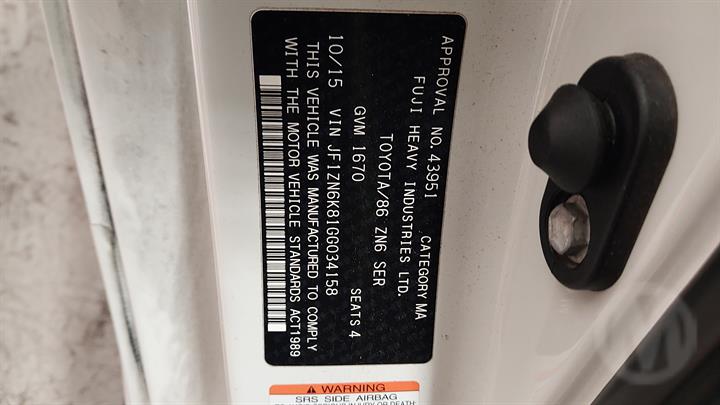 APPROVAL NO.43951 CATEGORY MA
FUJI HEAVY INDUSTRIES LTD.
TOYOTA/86 ZN6 SER
GVM 1670 SEATS 4
10/15 VIN JF1ZN6K81GG034158
THIS VEHICLE WAS MANUFACTURED TO COMPLY
WITH THE MOTOR VEHICLE STANDARDS ACT1989
WARNING
SRS SIDE AIRBAG